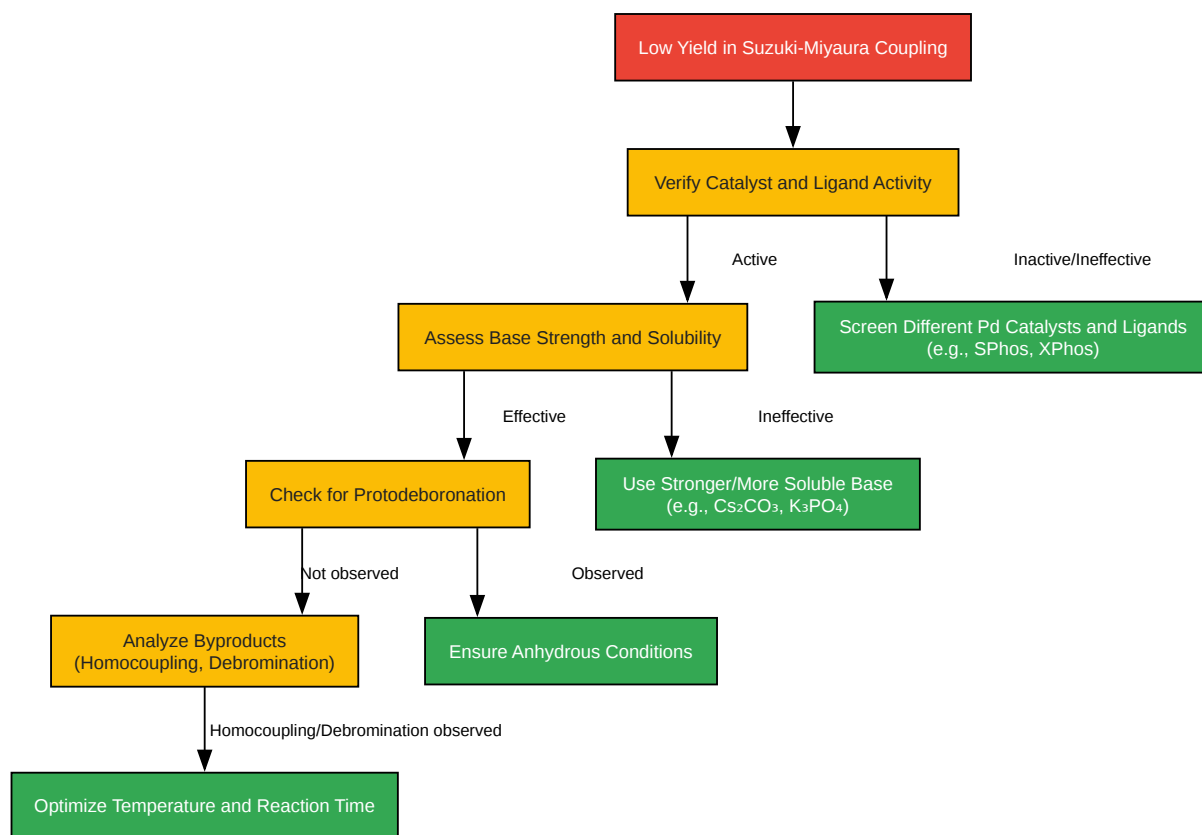 Low Yield in Suzuki-Miyaura Coupling
Verify Catalyst and Ligand Activity
Active
Inactive/Ineffective
Assess Base Strength and Solubility
Screen Different Pd Catalysts and Ligands
(e.g., SPhos, XPhos)
Effective
Ineffective
Check for Protodeboronation
Use Stronger/More Soluble Base
(e.g., Cs₂CO₃, K₃PO₄)
Not observed
Observed
Analyze Byproducts
(Homocoupling, Debromination)
Ensure Anhydrous Conditions
Homocoupling/Debromination observed
Optimize Temperature and Reaction Time